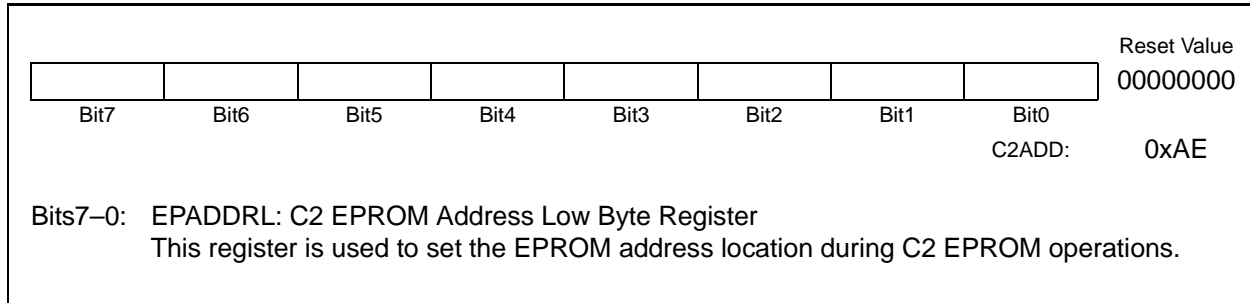 Reset Value
00000000
Bit7 Bit6 Bit5 Bit4 Bit3 Bit2 Bit1 Bit0
C2ADD: 0xAE
Bits7–0: EPADDRL: C2 EPROM Address Low Byte Register
This register is used to set the EPROM address location during C2 EPROM operations.